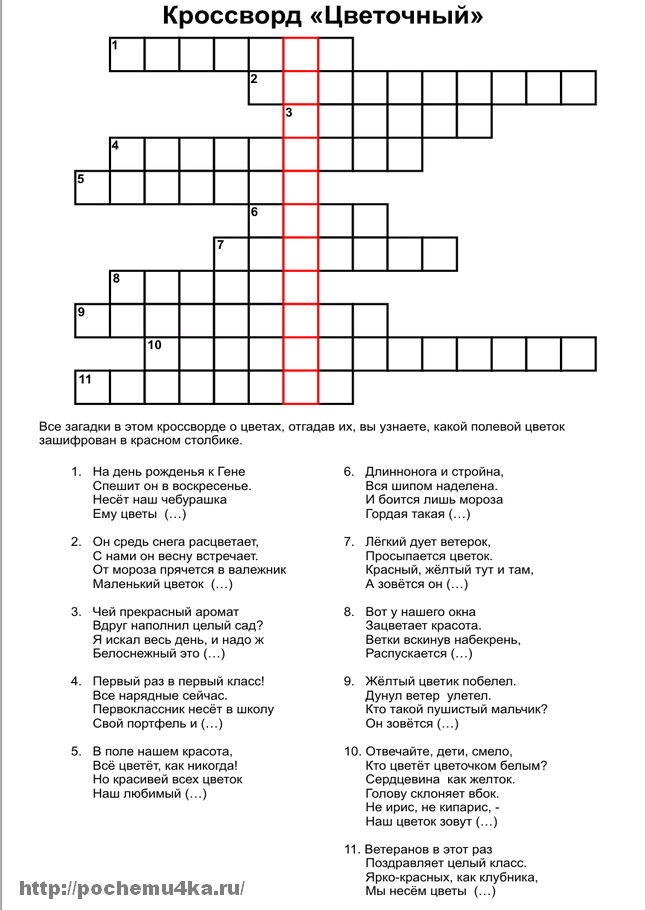 Кроссворд «Цветочный»
1
2
3
4
5
6
7
8
9
10
11
Все загадки в этом кроссворде о цветах, отгадав их, вы узнаете, какой полевой цветок
зашифрован в красном столбике.
1. На день рожденья к Гене
Спешит он в воскресенье.
Несёт наш чебурашка
Ему цветы (…)
2. Он средь снега расцветает,
С нами он весну встречает.
От мороза прячется в валежник
Маленький цветок (…)
3. Чей прекрасный аромат
Вдруг наполнил целый сад?
Я искал весь день, и надо ж
Белоснежный это (…)
4. Первый раз в первый класс!
Все нарядные сейчас.
Первоклассник несёт в школу
Свой портфель и (…)
5. В поле нашем красота,
Всё цветёт, как никогда!
Но красивей всех цветок
Наш любимый (…)
6. Длиннонога и стройна,
Вся шипом наделена.
И боится лишь мороза
Гордая такая (…)
7. Лёгкий дует ветерок,
Просыпается цветок.
Красный, жёлтый тут и там,
А зовётся он (…)
8. Вот у нашего окна
Зацветает красота.
Ветки вскинув набекрень,
Распускается (…)
9. Жёлтый цветик побелел.
Дунул ветер улетел.
Кто такой пушистый мальчик?
Он зовётся (…)
10. Отвечайте, дети, смело,
Кто цветёт цветочком белым?
Сердцевина как желток.
Голову склоняет вбок.
Не ирис, не кипарис, -
Наш цветок зовут (…)
11. Ветеранов в этот раз
Поздравляет целый класс.
Ярко-красных, как клубника,
Мы несём цветы (…)
http://pochemu4ka.ru/